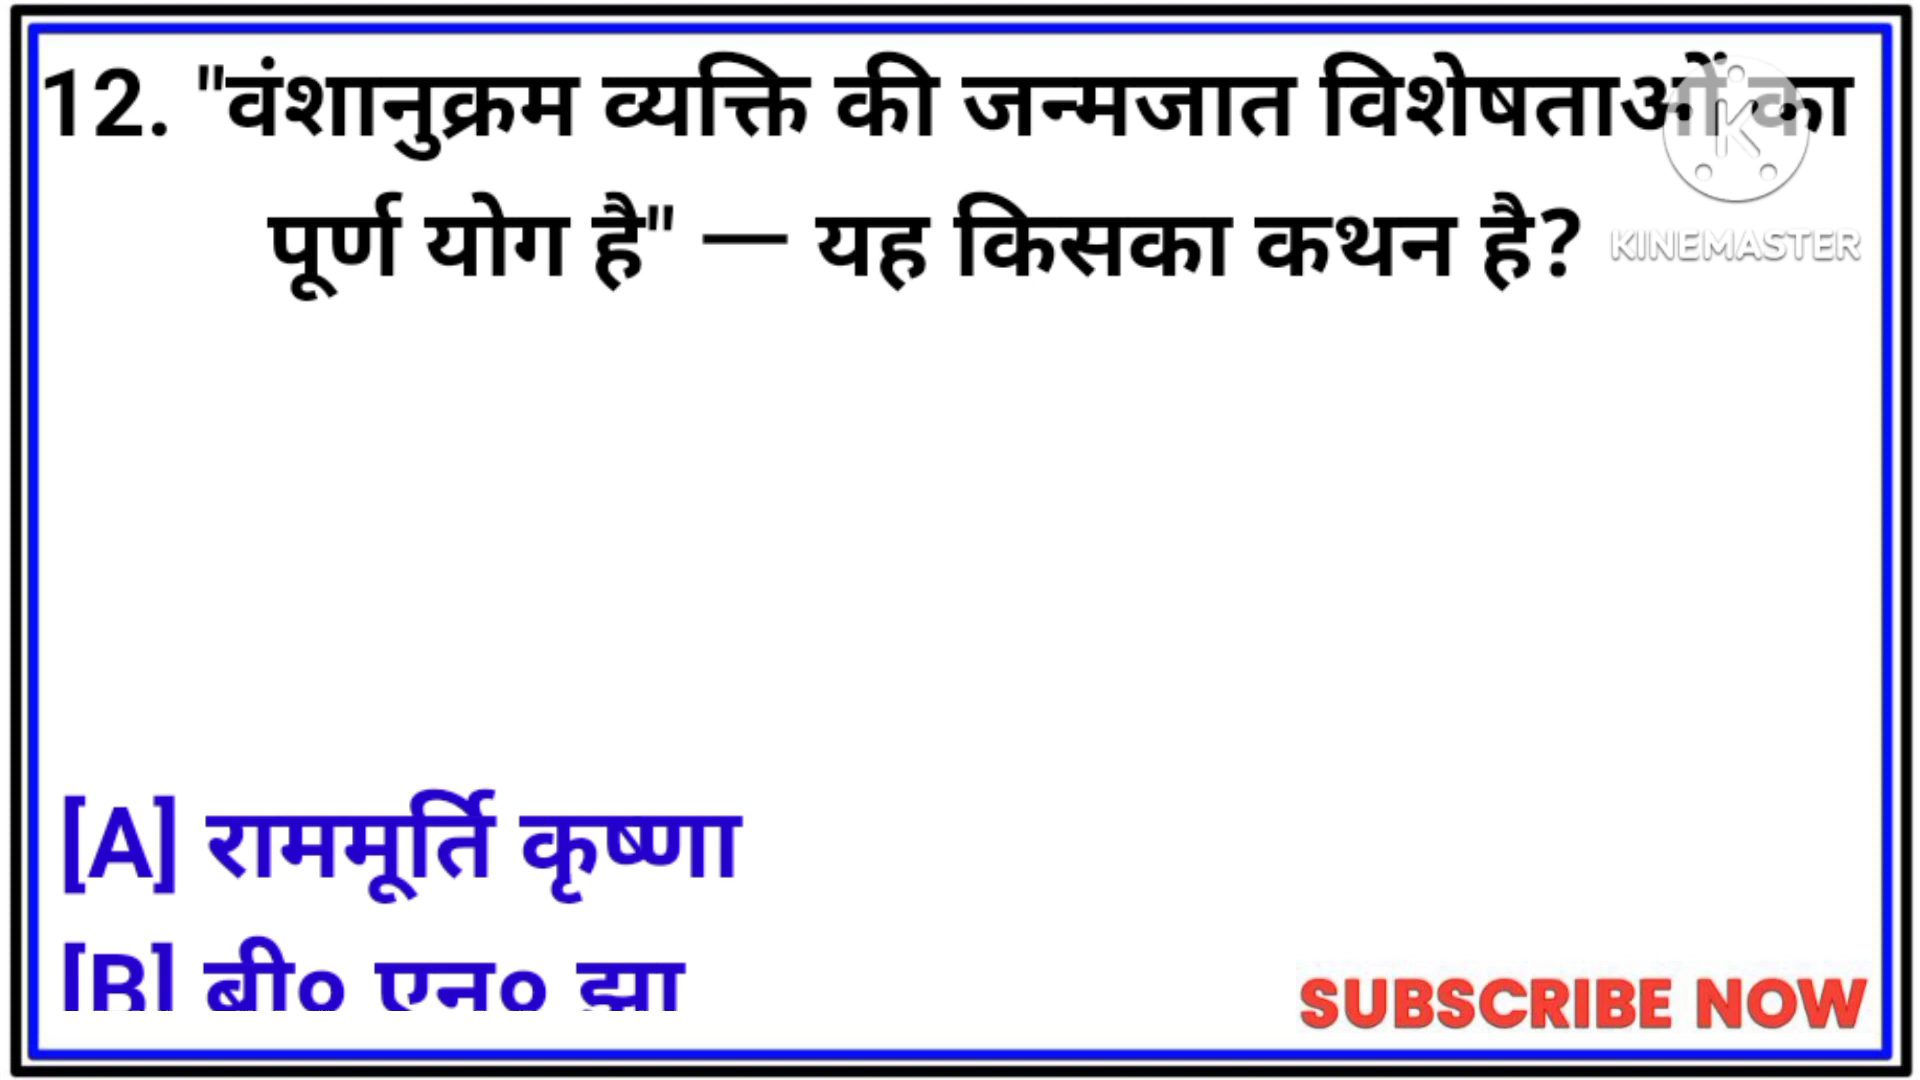 12. "वंशानुक्रम व्यक्ति की जन्मजात विशेषताओं का
पूर्ण योग है" — यह किसका कथन है?
K
KINEMASTER
[A] राममूर्ति कृष्णा
[B] बी० एन० झा
SUBSCRIBE NOW